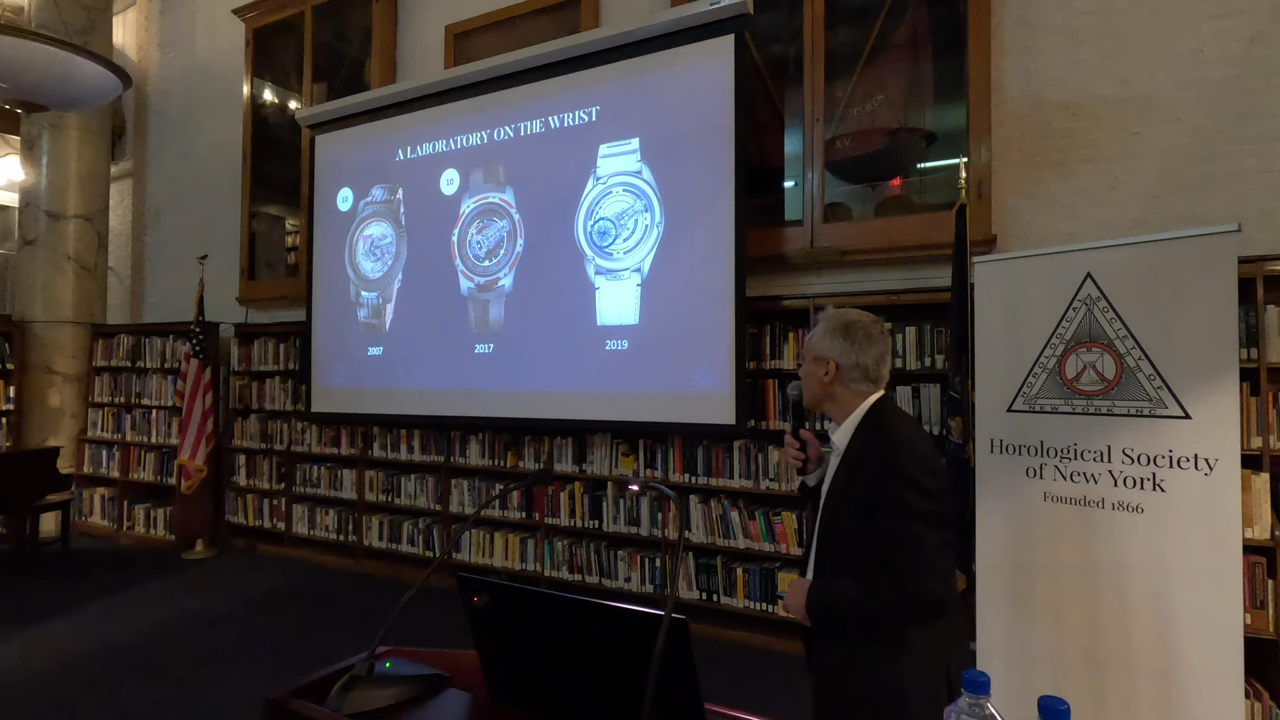 A LABORATORY ON THE WRIST
10
10
2007
2017
2019
HOROLOGICAL SOCIETY OF
NEW YORK·INC.
Horological Society
of New York
Founded 1866